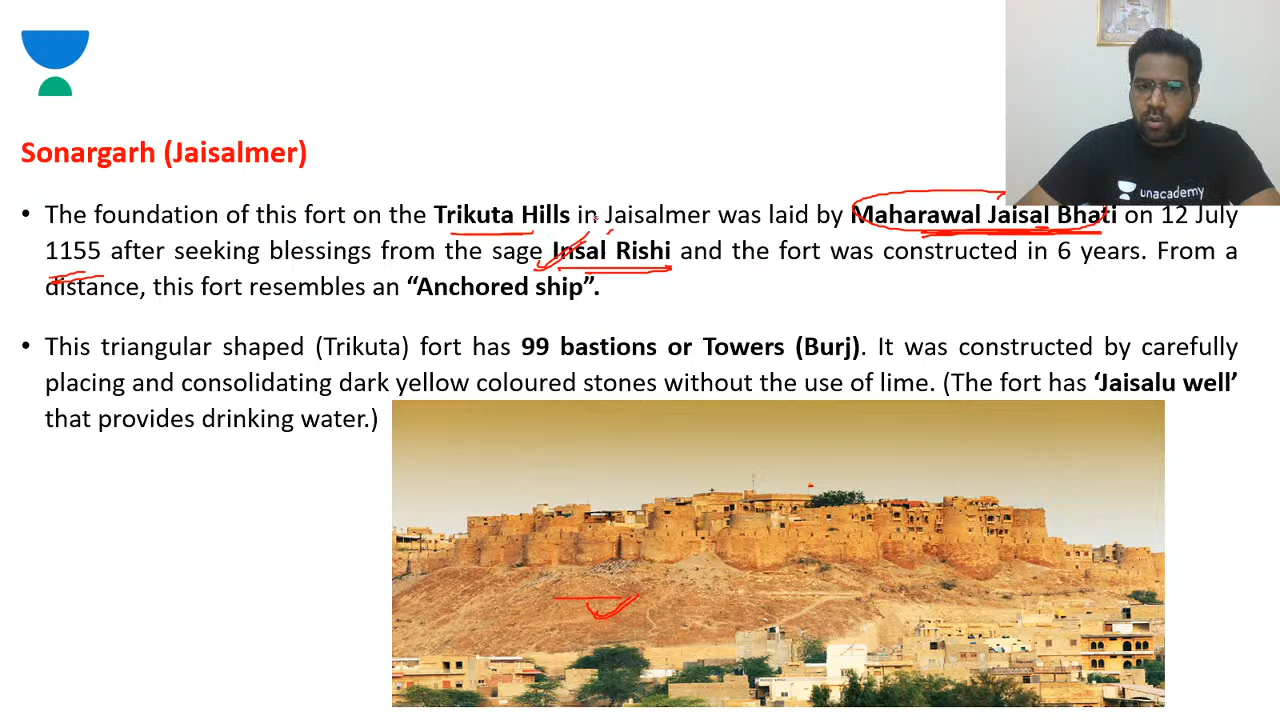 unacademy
Sonargarh (Jaisalmer)
• The foundation of this fort on the Trikuta Hills in Jaisalmer was laid by Maharawal Jaisal Bhati on 12 July
1155 after seeking blessings from the sage Insal Rishi and the fort was constructed in 6 years. From a
distance, this fort resembles an “Anchored ship”.
• This triangular shaped (Trikuta) fort has 99 bastions or Towers (Burj). It was constructed by carefully
placing and consolidating dark yellow coloured stones without the use of lime. (The fort has ‘Jaisalu well’
that provides drinking water.)